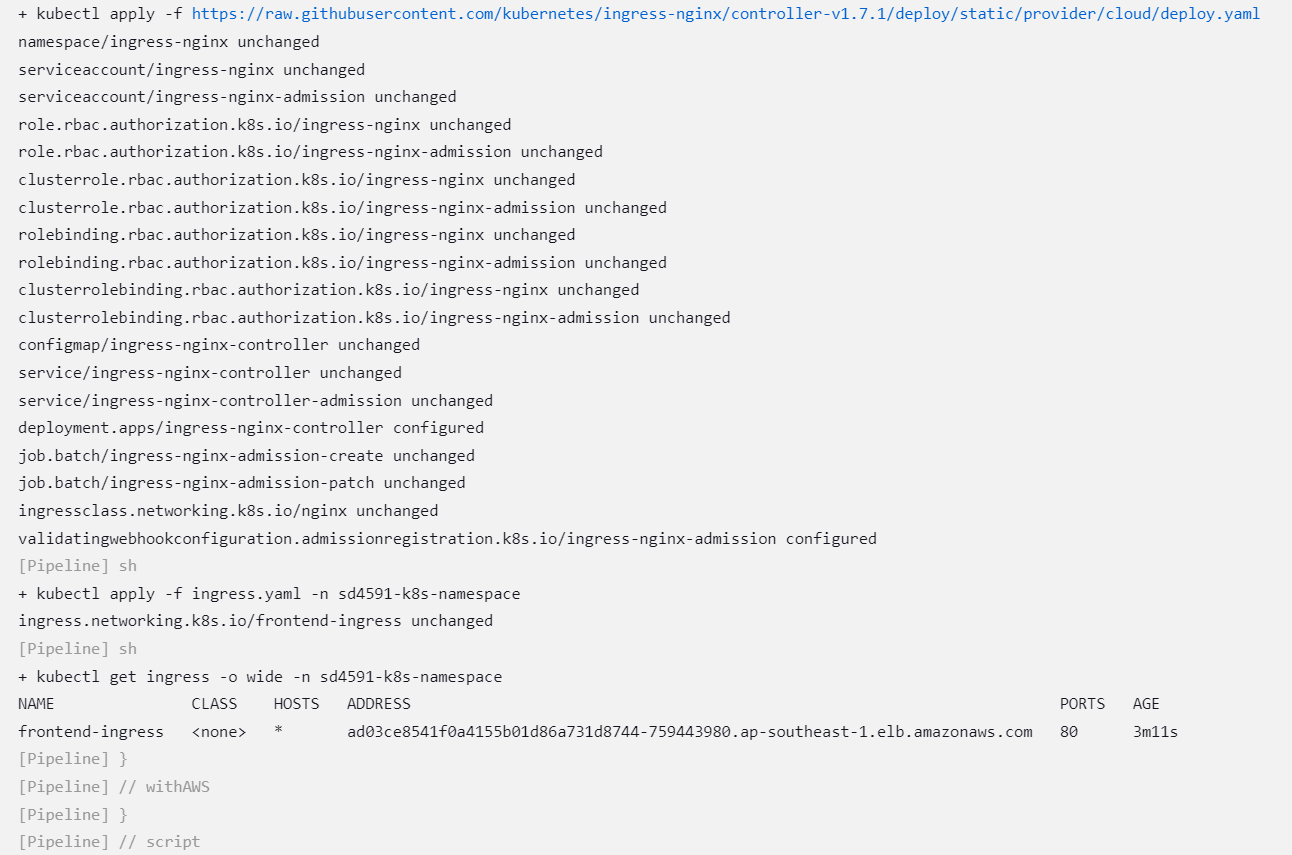 + kubectl apply -f https://raw.githubusercontent.com/kubernetes/ingress-nginx/controller-v1.7.1/deploy/static/provider/cloud/deploy.yaml
namespace/ingress-nginx unchanged
serviceaccount/ingress-nginx unchanged
serviceaccount/ingress-nginx-admission unchanged
role.rbac.authorization.k8s.io/ingress-nginx unchanged
role.rbac.authorization.k8s.io/ingress-nginx-admission unchanged
clusterrole.rbac.authorization.k8s.io/ingress-nginx unchanged
clusterrole.rbac.authorization.k8s.io/ingress-nginx-admission unchanged
rolebinding.rbac.authorization.k8s.io/ingress-nginx unchanged
rolebinding.rbac.authorization.k8s.io/ingress-nginx-admission unchanged
clusterrolebinding.rbac.authorization.k8s.io/ingress-nginx unchanged
clusterrolebinding.rbac.authorization.k8s.io/ingress-nginx-admission unchanged
configmap/ingress-nginx-controller unchanged
service/ingress-nginx-controller unchanged
service/ingress-nginx-controller-admission unchanged
deployment.apps/ingress-nginx-controller configured
job.batch/ingress-nginx-admission-create unchanged
job.batch/ingress-nginx-admission-patch unchanged
ingressclass.networking.k8s.io/nginx unchanged
validatingwebhookconfiguration.admissionregistration.k8s.io/ingress-nginx-admission configured
[Pipeline] sh
+ kubectl apply -f ingress.yaml -n sd4591-k8s-namespace
ingress.networking.k8s.io/frontend-ingress unchanged
[Pipeline] sh
+ kubectl get ingress -o wide -n sd4591-k8s-namespace
NAME CLASS HOSTS ADDRESS PORTS AGE
frontend-ingress <none> * ad03ce8541f0a4155b01d86a731d8744-759443980.ap-southeast-1.elb.amazonaws.com 80 3m11s
[Pipeline] }
[Pipeline] // withAWS
[Pipeline] }
[Pipeline] // script